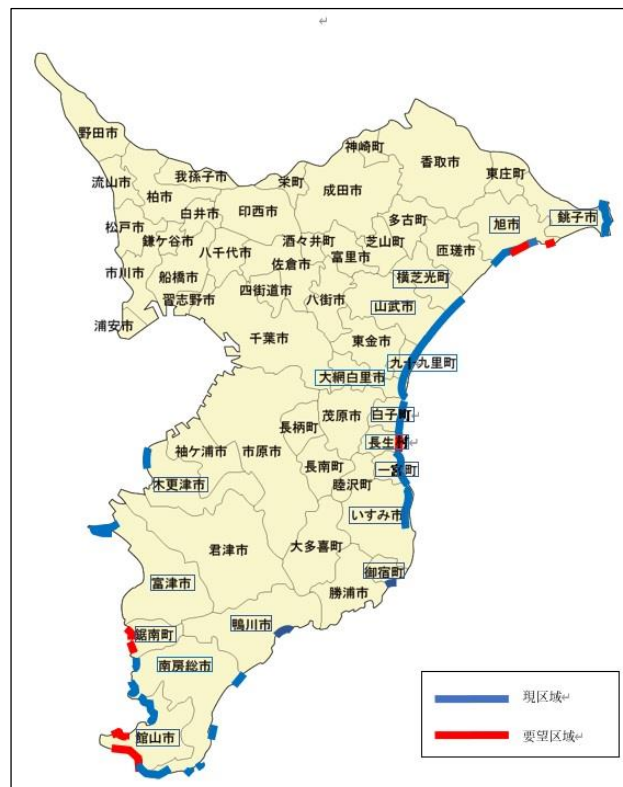 野田市
流山市
柏市
我孫子市
松戸市
鎌ケ谷市
白井市
印西市
栄町
成田市
神崎町
香取市
東庄町
銚子市
旭市
匝瑳市
多古町
芝山町
横芝光町
酒々井町
富里市
佐倉市
八千代市
船橋市
市川市
浦安市
習志野市
四街道市
八街市
山武市
千葉市
東金市
九十九里町
大網白里市
白子町
茂原市
長生村
長柄町
一宮町
長南町
睦沢町
市原市
袖ケ浦市
木更津市
いすみ市
君津市
大多喜町
御宿町
勝浦市
富津市
鴨川市
鋸南町
南房総市
館山市
現区域
要望区域